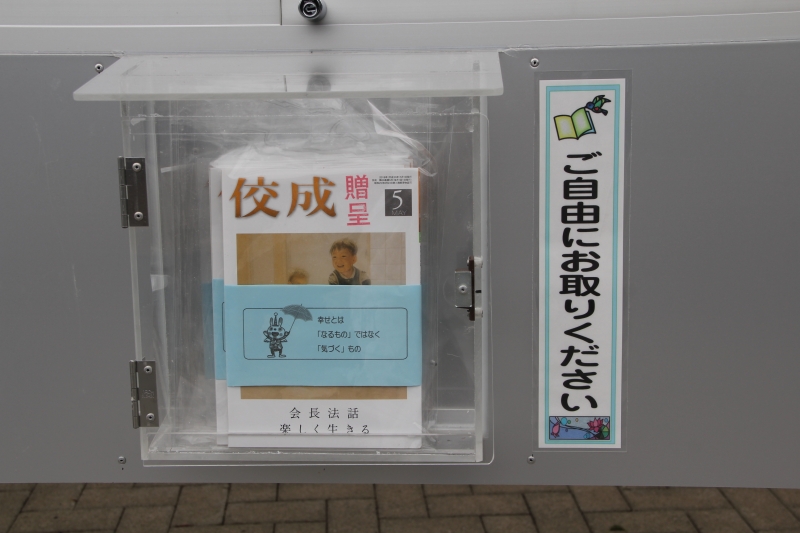 佼成
贈呈
5
幸せとは
「なるもの」ではなく
「気づく」もの
会長法話
楽しく生きる
ご自由にお取りください